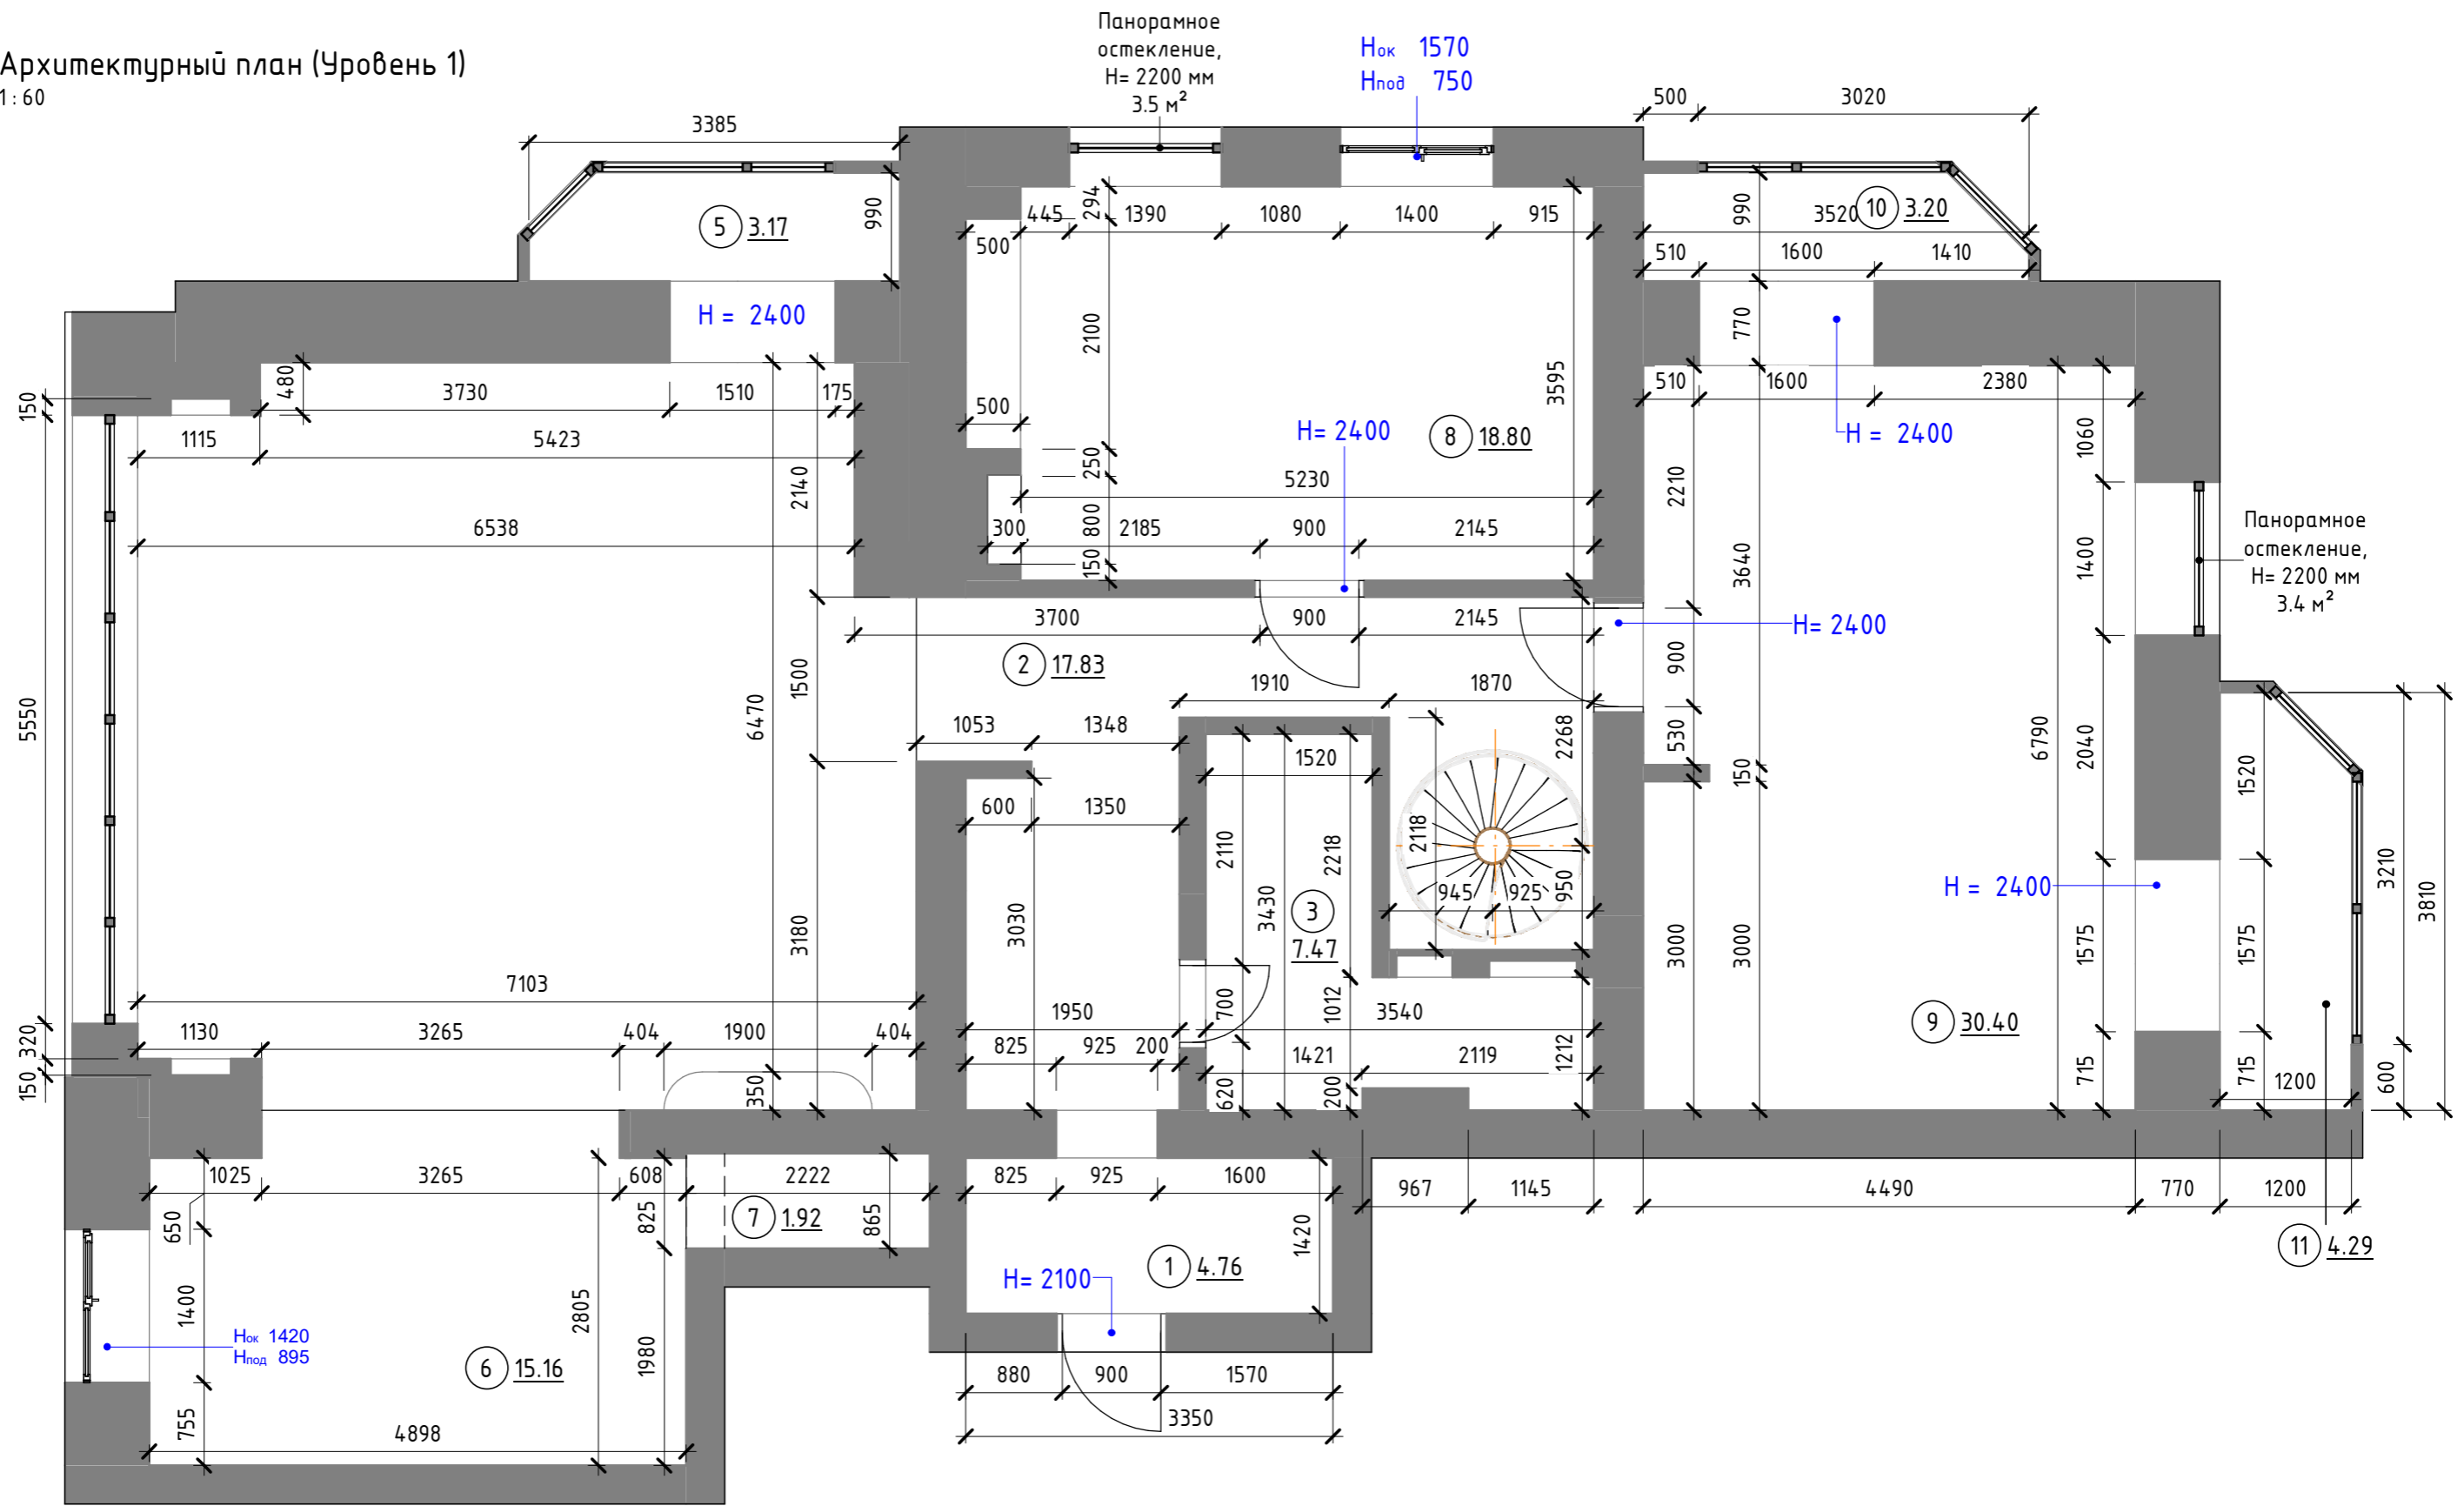 Архитектурный план (Уровень 1)
1 : 60
Панорамное
остекление,
H= 2200 мм
3.5 м²
Hок 1570
Hпод 750
500 3020
3385
990
5 3.17
294
445 1390 1080 1400 915
500
990
3520
10 3.20
510 1600 1410
H = 2400
770
2100
3595
150
480
3730 1510 175
500
510 1600 2380
1115 5423
H= 2400
8 18.80
H = 2400
1060
2140
250
5230
2210
6538
300
800
2185 900 2145
150
3640
1400
Панорамное
остекление,
H= 2200 мм
3.4 м²
3700 900 2145
H= 2400
2 17.83
900
1500
1910 1870
5550
6470
1053 1348
2268
530
150
6790
2040
1520
1520
600 1350
2110
2218
2118
945 925
950
3210
3810
H = 2400
3180
3030
3430
3
7.47
3000
3000
1575
1575
7103
1950
700
1012
3540
9 30.40
320
1130 3265 404 1900 404
825 925 200
1421 2119
1212
150
350
620
200
715
715
1200
600
1025 3265 608 2222
825 925 1600
967 1145
4490 770 1200
650
825
7 1.92
865
1420
1 4.76
11 4.29
H= 2100
1400
2805
Hок 1420
Hпод 895
1980
6 15.16
880 900 1570
755
4898
3350